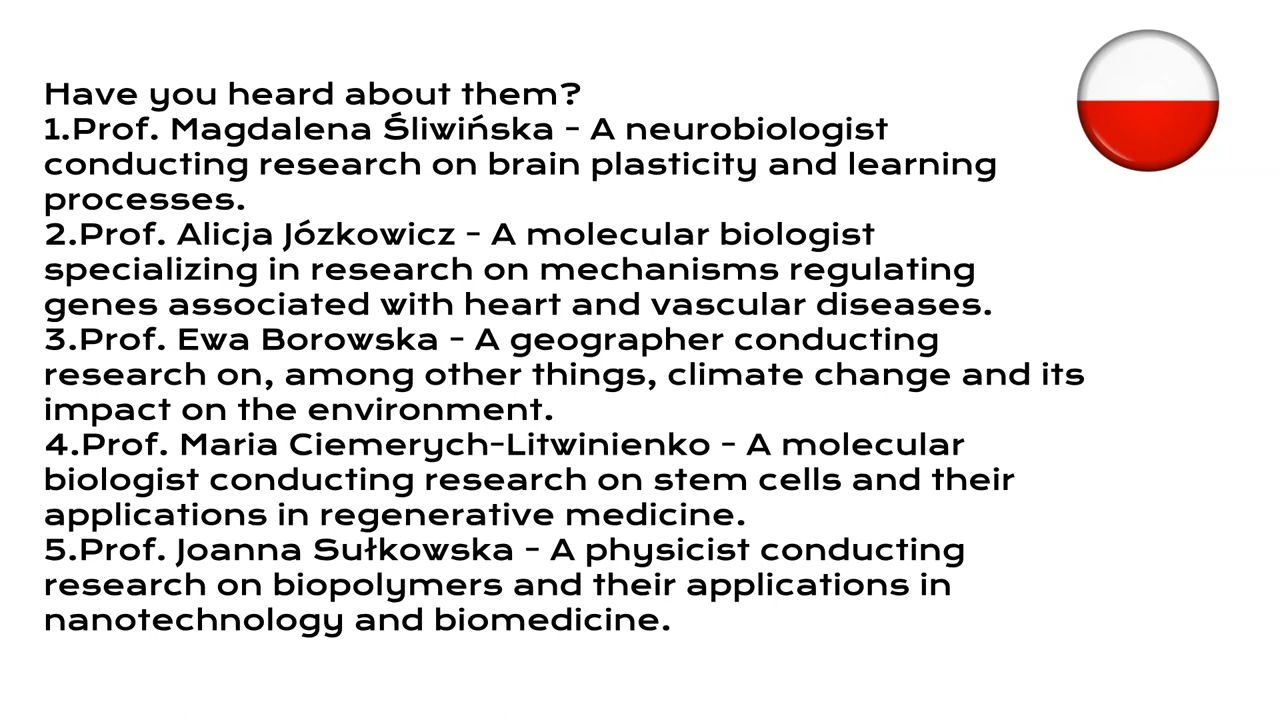 Have you heard about them?
1.Prof. Magdalena Śliwińska - A neurobiologist
conducting research on brain plasticity and learning
processes.
2.Prof. Alicja Józkowicz - A molecular biologist
specializing in research on mechanisms regulating
genes associated with heart and vascular diseases.
3.Prof. Ewa Borowska - A geographer conducting
research on, among other things, climate change and its
impact on the environment.
4.Prof. Maria Ciemerych-Litwinienko - A molecular
biologist conducting research on stem cells and their
applications in regenerative medicine.
5.Prof. Joanna Sułkowska - A physicist conducting
research on biopolymers and their applications in
nanotechnology and biomedicine.